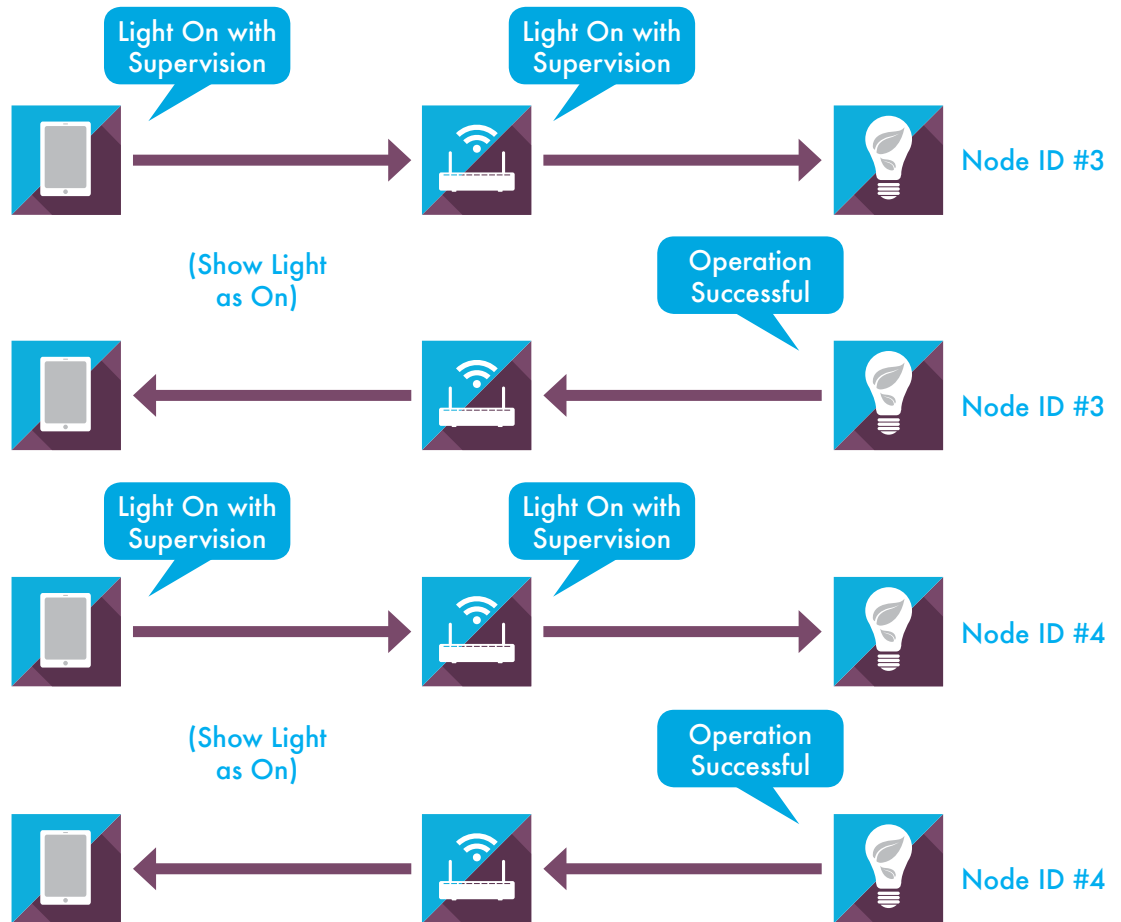 Light On with
Supervision
Light On with
Supervision
Node ID #3
(Show Light
as On)
Operation
Successful
Node ID #3
Light On with
Supervision
Light On with
Supervision
Node ID #4
(Show Light
as On)
Operation
Successful
Node ID #4